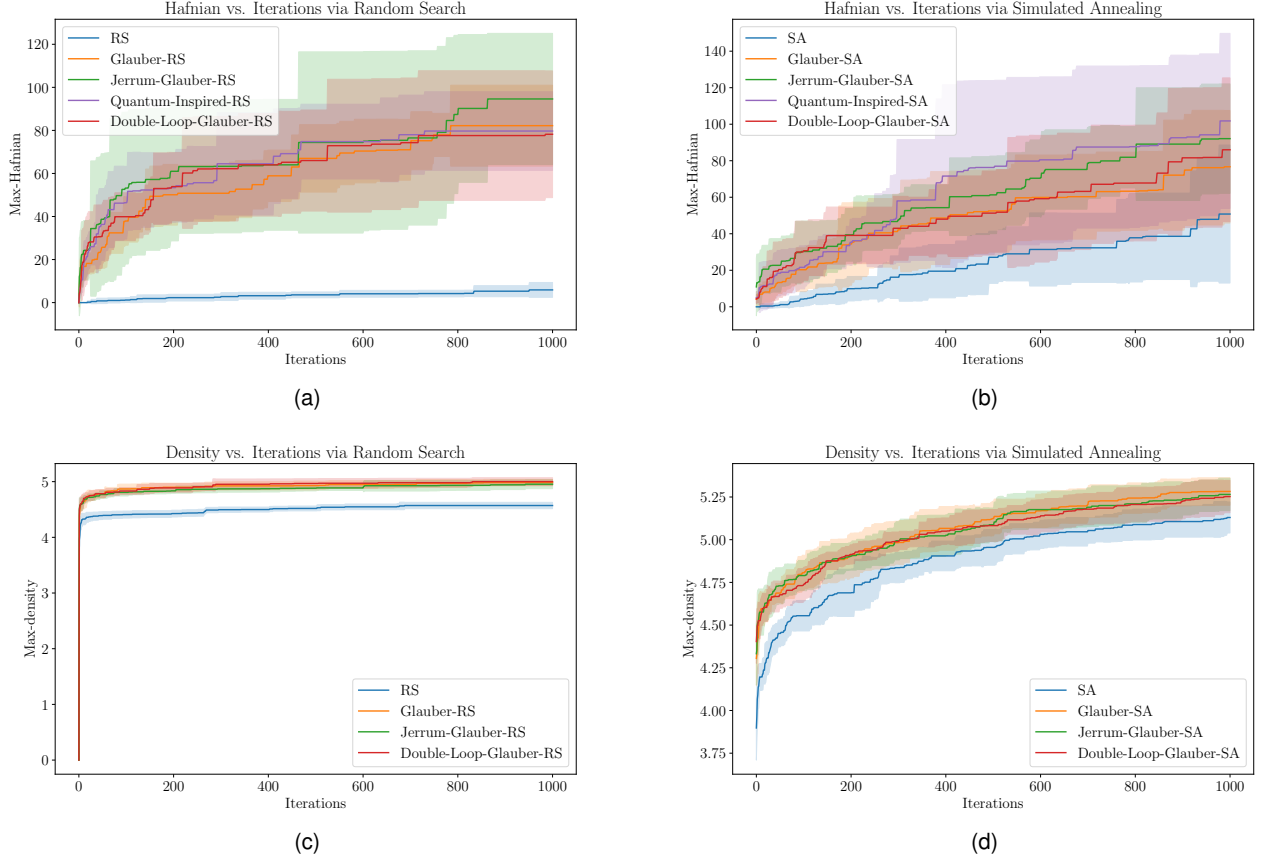 Hafnian vs. Iterations via Random Search
Max-Hafnian
120
100
80
60
40
20
0
RS
Glauber-RS
Jerrum-Glauber-RS
Quantum-Inspired-RS
Double-Loop-Glauber-RS
0 200 400 600 800 1000
Iterations
(a)
Hafnian vs. Iterations via Simulated Annealing
Max-Hafnian
140
120
100
80
60
40
20
0
SA
Glauber-SA
Jerrum-Glauber-SA
Quantum-Inspired-SA
Double-Loop-Glauber-SA
0 200 400 600 800 1000
Iterations
(b)
Density vs. Iterations via Random Search
Max-density
5
4
3
2
1
0
RS
Glauber-RS
Jerrum-Glauber-RS
Double-Loop-Glauber-RS
0 200 400 600 800 1000
Iterations
(c)
Density vs. Iterations via Simulated Annealing
Max-density
5.25
5.00
4.75
4.50
4.25
4.00
3.75
SA
Glauber-SA
Jerrum-Glauber-SA
Double-Loop-Glauber-SA
0 200 400 600 800 1000
Iterations
(d)